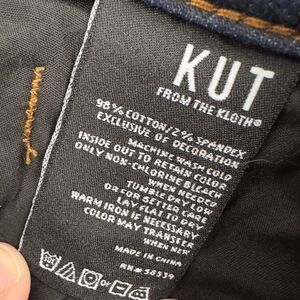 KUT
FROM THE KLOTH®
98% COTTON/2% SPANDEX
EXCLUSIVE OF DECORATION
MACHINE WASH COLD
INSIDE OUT TO RETAIN COLOR
ONLY NON-CHLORINE BLEACH
WHEN NEEDED
TUMBLE DRY LOW
OR FOR BETTER CARE
LAY FLAT TO DRY
WARM IRON IF NECESSARY
COLOR MAY TRANSFER
WHEN NEW
MADE IN CHINA
RN# 58539